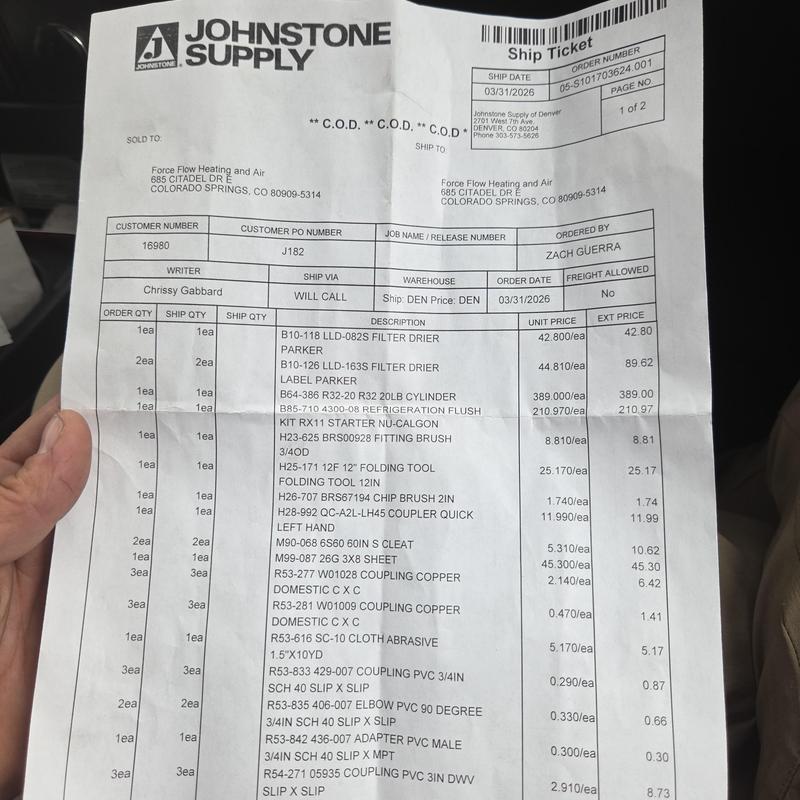 JOHNSTONE
SUPPLY
JOHNSTONE
Ship Ticket
SHIP DATE
ORDER NUMBER
03/31/2026
05-S101703624.001
PAGE NO.
1 of 2
Johnstone Supply of Denver
2701 West 7th Ave.
DENVER, CO 80204
Phone 303-573-5626
** C.O.D. ** C.O.D. ** C.O.D *
SOLD TO:
SHIP TO:
Force Flow Heating and Air
685 CITADEL DR E
COLORADO SPRINGS, CO 80909-5314
Force Flow Heating and Air
685 CITADEL DR E
COLORADO SPRINGS, CO 80909-5314
CUSTOMER NUMBER CUSTOMER PO NUMBER JOB NAME / RELEASE NUMBER ORDERED BY
16980 J182 ZACH GUERRA
WRITER SHIP VIA WAREHOUSE ORDER DATE FREIGHT ALLOWED
Chrissy Gabbard WILL CALL Ship: DEN Price: DEN 03/31/2026 No
ORDER QTY SHIP QTY SHIP QTY DESCRIPTION UNIT PRICE EXT PRICE
1ea 1ea B10-118 LLD-082S FILTER DRIER 42.800/ea 42.80
PARKER
2ea 2ea B10-126 LLD-163S FILTER DRIER 44.810/ea 89.62
LABEL PARKER
1ea 1ea B64-386 R32-20 R32 20LB CYLINDER 389.000/ea 389.00
1ea 1ea B85-710 4300-08 REFRIGERATION FLUSH 210.970/ea 210.97
KIT RX11 STARTER NU-CALGON
1ea 1ea H23-625 BRS00928 FITTING BRUSH 8.810/ea 8.81
3/4OD
1ea 1ea H25-171 12F 12" FOLDING TOOL 25.170/ea 25.17
FOLDING TOOL 12IN
1ea 1ea H26-707 BRS67194 CHIP BRUSH 2IN 1.740/ea 1.74
1ea 1ea H28-992 QC-A2L-LH45 COUPLER QUICK 11.990/ea 11.99
LEFT HAND
2ea 2ea M90-068 6S60 60IN S CLEAT 5.310/ea 10.62
1ea 1ea M99-087 26G 3X8 SHEET 45.300/ea 45.30
3ea 3ea R53-277 W01028 COUPLING COPPER 2.140/ea 6.42
DOMESTIC C X C
3ea 3ea R53-281 W01009 COUPLING COPPER 0.470/ea 1.41
DOMESTIC C X C
1ea 1ea R53-616 SC-10 CLOTH ABRASIVE 5.170/ea 5.17
1.5"X10YD
3ea 3ea R53-833 429-007 COUPLING PVC 3/4IN 0.290/ea 0.87
SCH 40 SLIP X SLIP
2ea 2ea R53-835 406-007 ELBOW PVC 90 DEGREE 0.330/ea 0.66
3/4IN SCH 40 SLIP X SLIP
1ea 1ea R53-842 436-007 ADAPTER PVC MALE 0.300/ea 0.30
3/4IN SCH 40 SLIP X MPT
3ea 3ea R54-271 05935 COUPLING PVC 3IN DWV 2.910/ea 8.73
SLIP X SLIP